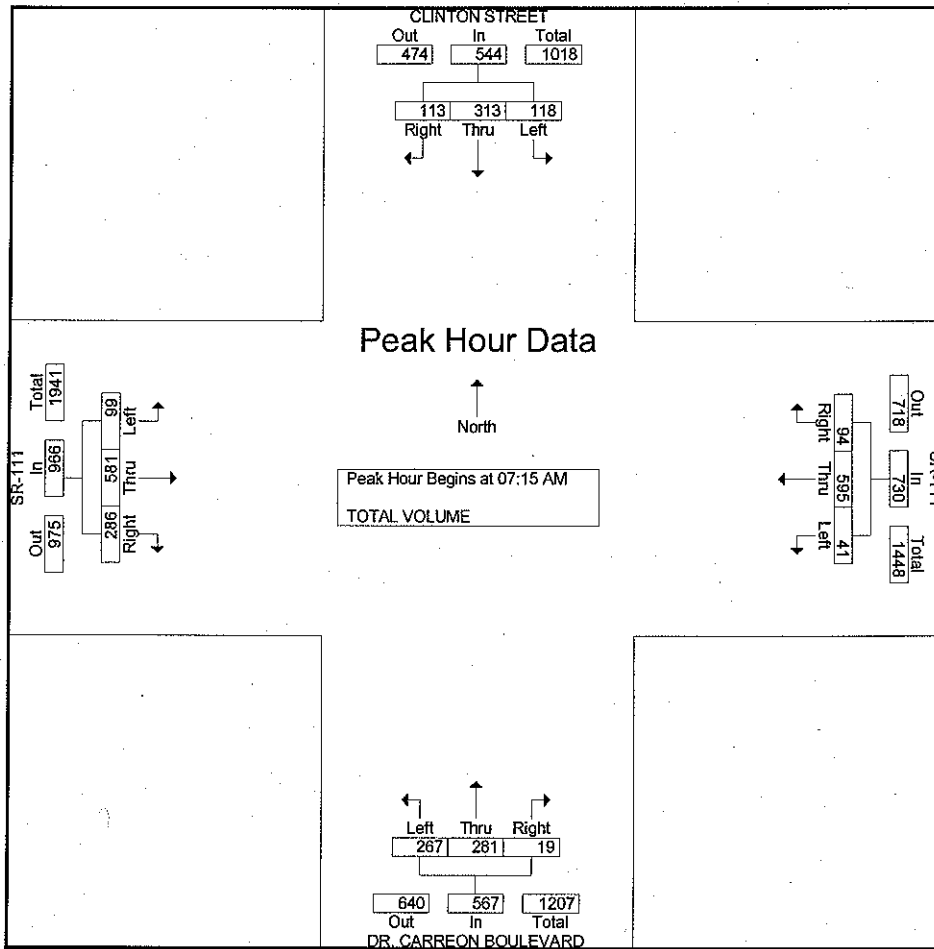 CLINTON STREET
Out In Total
474 544 1018
113 313 118
Right Thru Left
Peak Hour Data
North
Peak Hour Begins at 07:15 AM
TOTAL VOLUME
SR-111
Total In Out
1941 966 975
99 581 286
Left Thru Right
Out In Total
718 730 1448
94 595 41
Right Thru Left
Left Thru Right
267 281 19
640 567 1207
Out In Total
DR. CARREON BOULEVARD